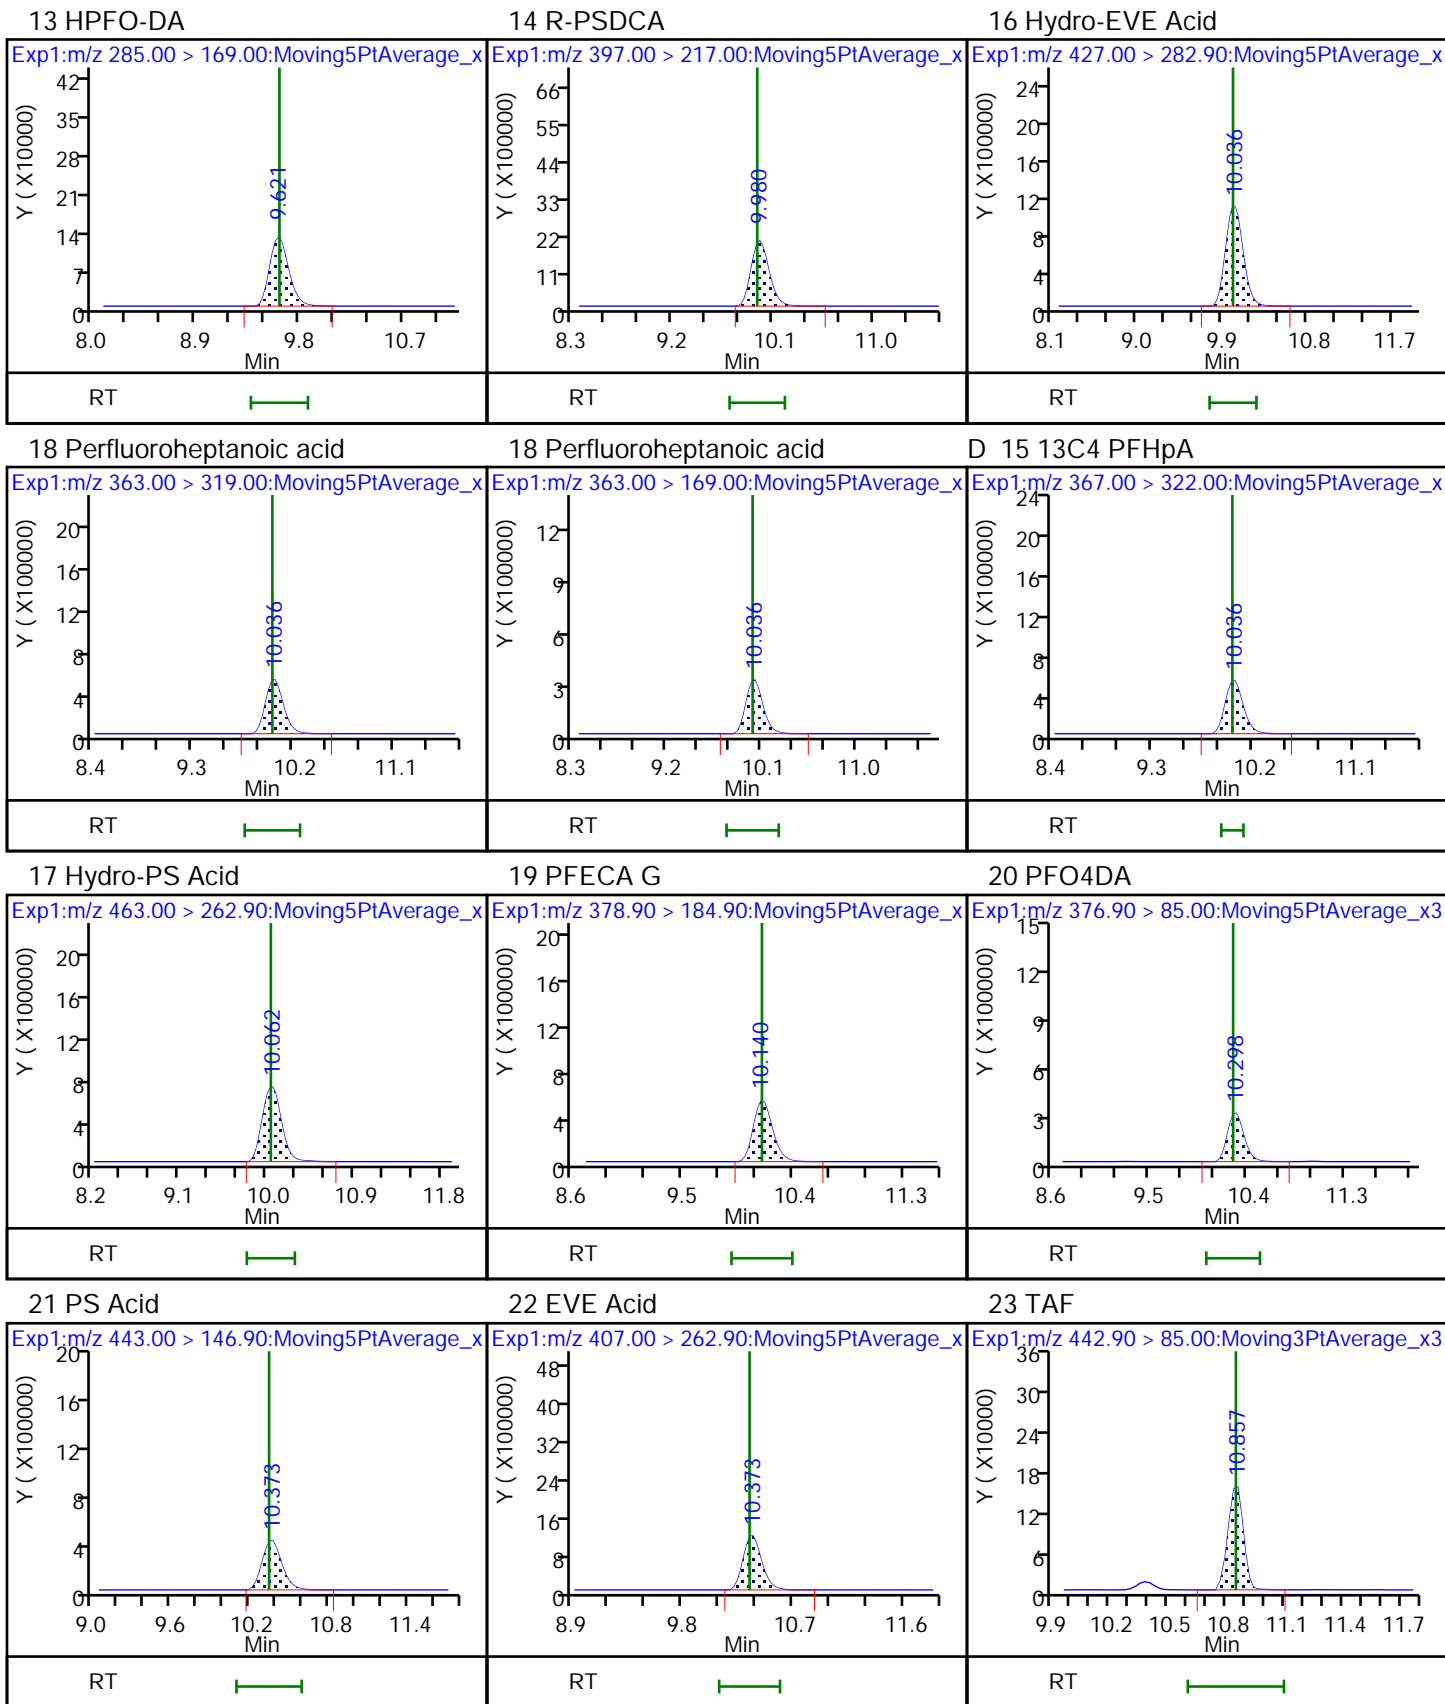 13 HPFO-DA
Exp1:m/z 285.00 > 169.00:Moving5PtAverage_x
Y ( X100000)
42
35
28
21
14
7
0
9.621
8.0 8.9 9.8 10.7
Min
RT
14 R-PSDCA
Exp1:m/z 397.00 > 217.00:Moving5PtAverage_x
Y ( X100000)
66
55
44
33
22
11
0
9.980
8.3 9.2 10.1 11.0
Min
RT
16 Hydro-EVE Acid
Exp1:m/z 427.00 > 282.90:Moving5PtAverage_x
Y ( X100000)
24
20
16
12
8
4
0
10.036
8.1 9.0 9.9 10.8 11.7
Min
RT
18 Perfluoroheptanoic acid
Exp1:m/z 363.00 > 319.00:Moving5PtAverage_x
Y ( X100000)
20
16
12
8
4
0
10.036
8.4 9.3 10.2 11.1
Min
RT
18 Perfluoroheptanoic acid
Exp1:m/z 363.00 > 169.00:Moving5PtAverage_x
Y ( X100000)
12
9
6
3
0
10.036
8.3 9.2 10.1 11.0
Min
RT
D 15 13C4 PFHpA
Exp1:m/z 367.00 > 322.00:Moving5PtAverage_x
Y ( X100000)
24
20
16
12
8
4
0
10.036
8.4 9.3 10.2 11.1
Min
RT
17 Hydro-PS Acid
Exp1:m/z 463.00 > 262.90:Moving5PtAverage_x
Y ( X100000)
20
16
12
8
4
0
10.062
8.2 9.1 10.0 10.9 11.8
Min
RT
19 PFECA G
Exp1:m/z 378.90 > 184.90:Moving5PtAverage_x
Y ( X100000)
20
16
12
8
4
0
10.140
8.6 9.5 10.4 11.3
Min
RT
20 PFO4DA
Exp1:m/z 376.90 > 85.00:Moving5PtAverage_x3
Y ( X100000)
15
12
9
6
3
0
10.298
8.6 9.5 10.4 11.3
Min
RT
21 PS Acid
Exp1:m/z 443.00 > 146.90:Moving5PtAverage_x
Y ( X100000)
20
16
12
8
4
0
10.373
9.0 9.6 10.2 10.8 11.4
Min
RT
22 EVE Acid
Exp1:m/z 407.00 > 262.90:Moving5PtAverage_x
Y ( X100000)
48
40
32
24
16
8
0
10.373
8.9 9.8 10.7 11.6
Min
RT
23 TAF
Exp1:m/z 442.90 > 85.00:Moving3PtAverage_x3
Y ( X10000)
36
30
24
18
12
6
0
10.857
9.9 10.2 10.5 10.8 11.1 11.4 11.7
Min
RT